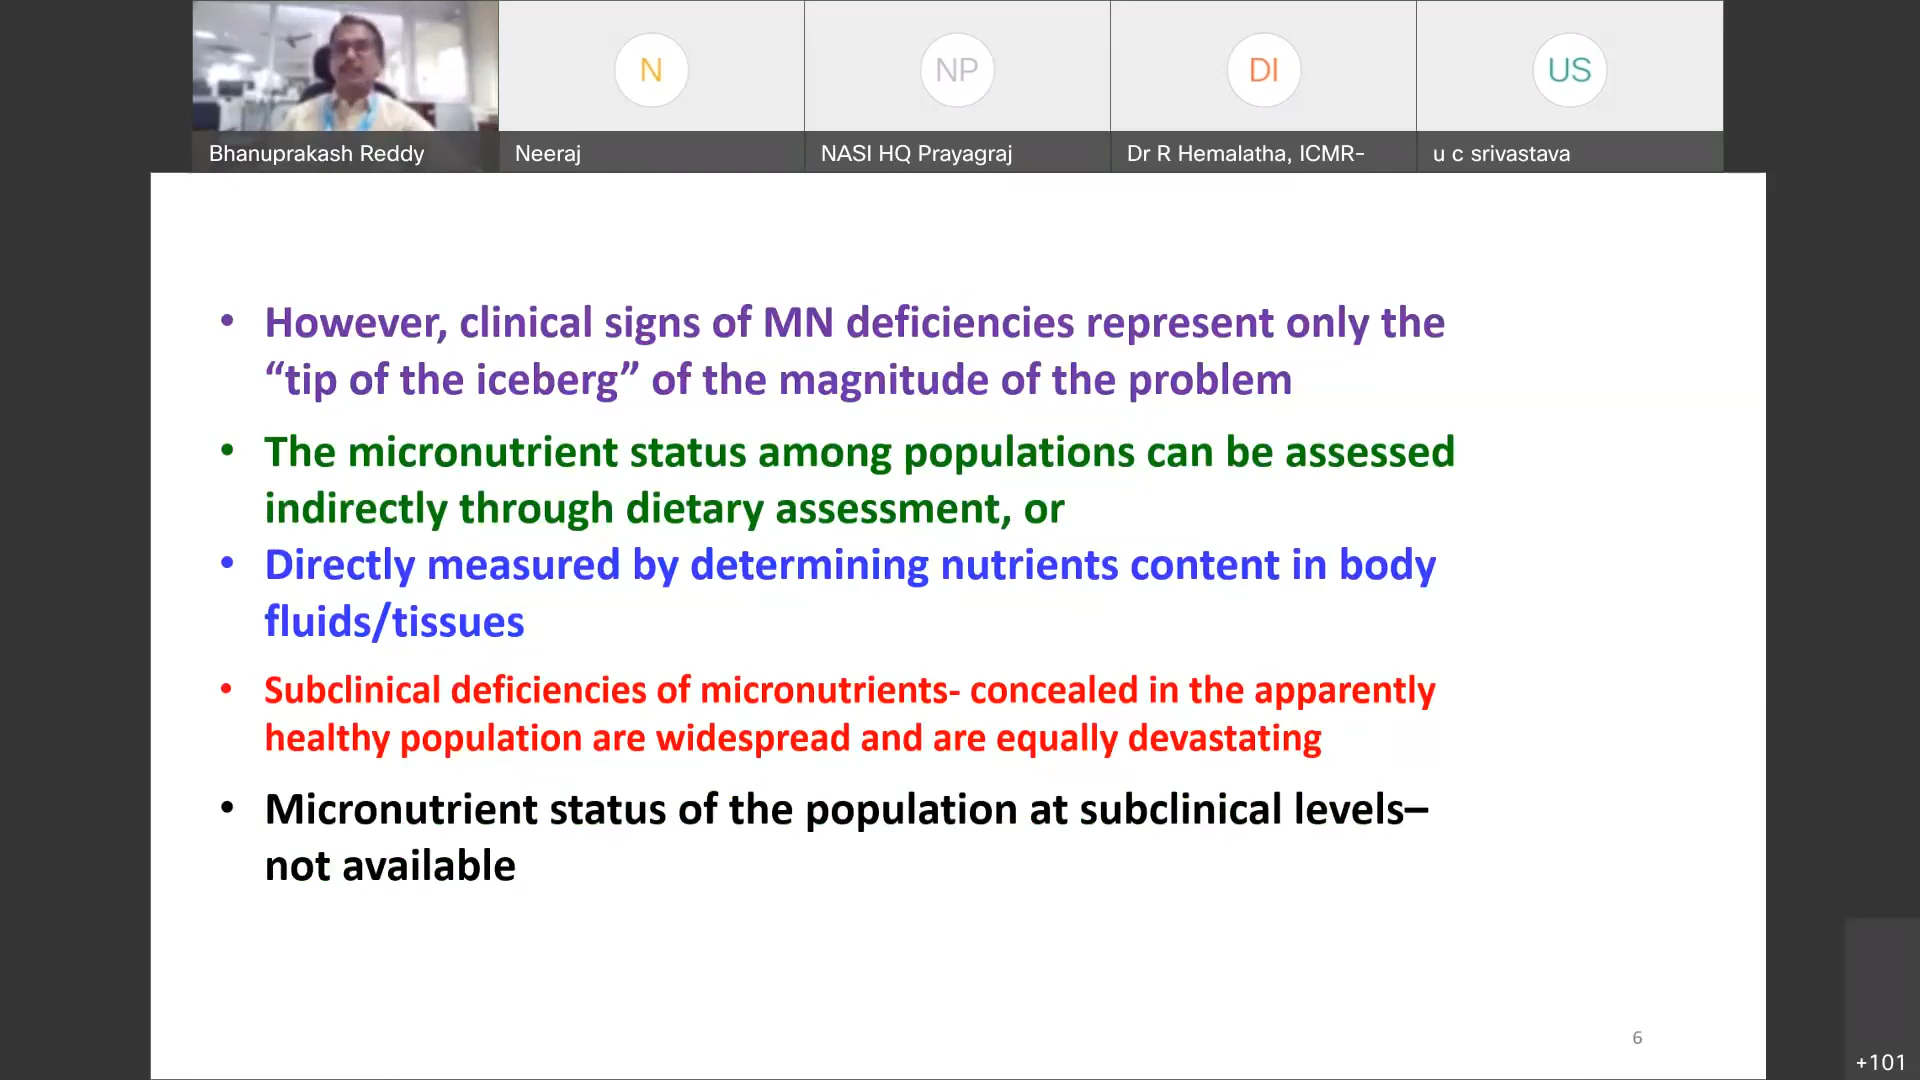 N
NP
DI
US
Bhanuprakash Reddy
Neeraj
NASI HQ Prayagraj
Dr R Hemalatha, ICMR-
u c srivastava
• However, clinical signs of MN deficiencies represent only the
“tip of the iceberg” of the magnitude of the problem
• The micronutrient status among populations can be assessed
indirectly through dietary assessment, or
• Directly measured by determining nutrients content in body
fluids/tissues
• Subclinical deficiencies of micronutrients- concealed in the apparently
healthy population are widespread and are equally devastating
• Micronutrient status of the population at subclinical levels–
not available
6
+101